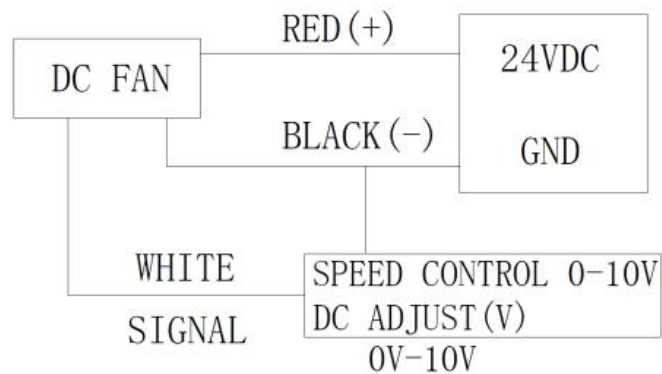 RED(+)
DC FAN
24VDC
BLACK(-)
GND
WHITE
SIGNAL
SPEED CONTROL 0-10V
DC ADJUST(V)
0V-10V